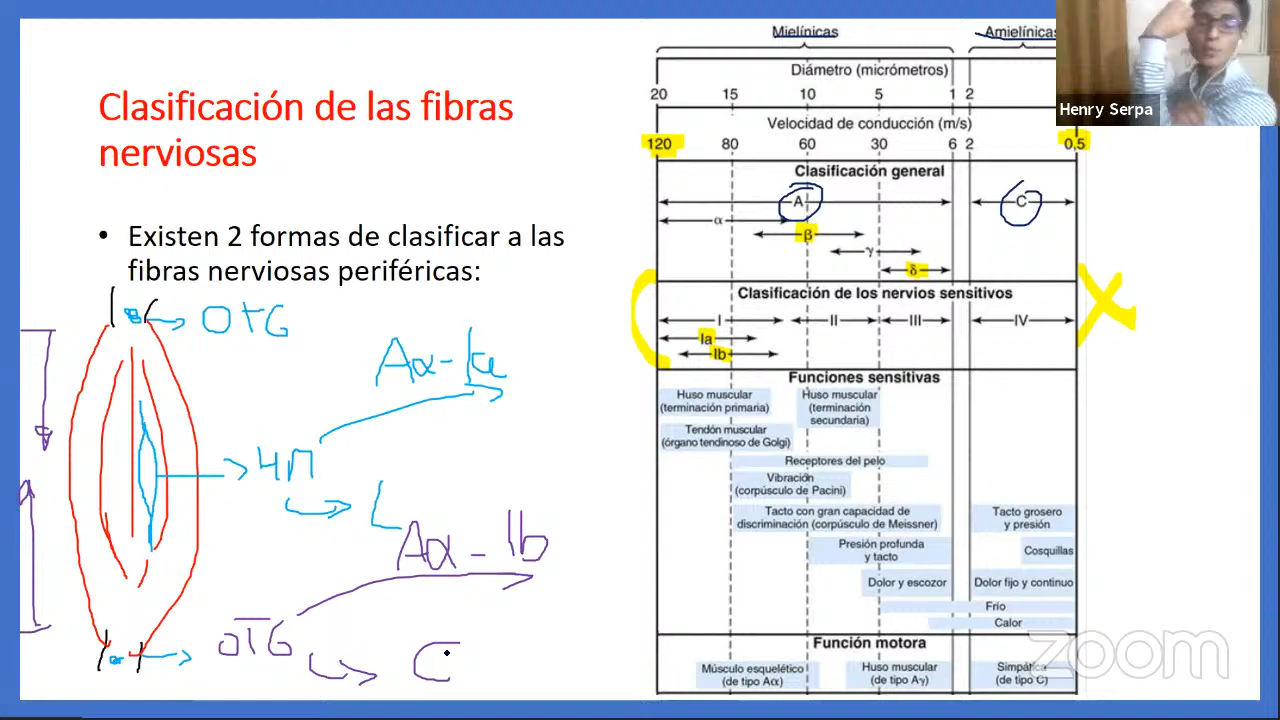 Clasificación de las fibras
nerviosas
• Existen 2 formas de clasificar a las
fibras nerviosas periféricas:
OTG
Aα - Ia
HM
L
Aα - Ib
OTG
C
Mielínicas Amielínicas
Diámetro (micrómetros)
20 15 10 5 1 2
Velocidad de conducción (m/s)
120 80 60 30 6 2 0,5
Clasificación general
A C
α
β
γ
δ
Clasificación de los nervios sensitivos
I II III IV
Ia
Ib
Funciones sensitivas
Huso muscular
(terminación primaria)
Huso muscular
(terminación
secundaria)
Tendón muscular
(órgano tendinoso de Golgi)
Receptores del pelo
Vibración
(corpúsculo de Pacini)
Tacto con gran capacidad de
discriminación (corpúsculo de Meissner)
Tacto grosero
y presión
Presión profunda
y tacto
Cosquillas
Dolor y escozor
Dolor fijo y continuo
Frío
Calor
Función motora
Músculo esquelético
(de tipo Aα)
Huso muscular
(de tipo Aγ)
Simpática
(de tipo C)
Henry Serpa
zoom